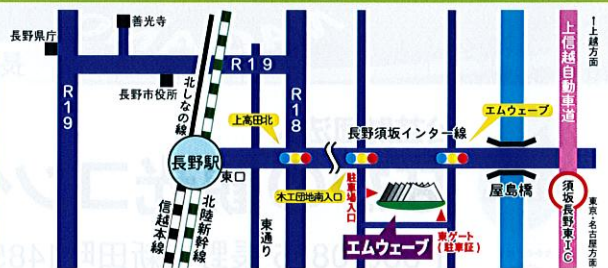 善光寺
長野県庁
R19
長野市役所
北しなの線
R19
R18
上高田北
長野駅
東口
長野須坂インター線
エムウェーブ
木工団地南入口
駐車場入口
屋島橋
上信越自動車道
↑上越方面
須坂長野東IC
東京・名古屋方面
信越本線
北陸新幹線
東通り
エムウェーブ
東ゲート
(駐車証)